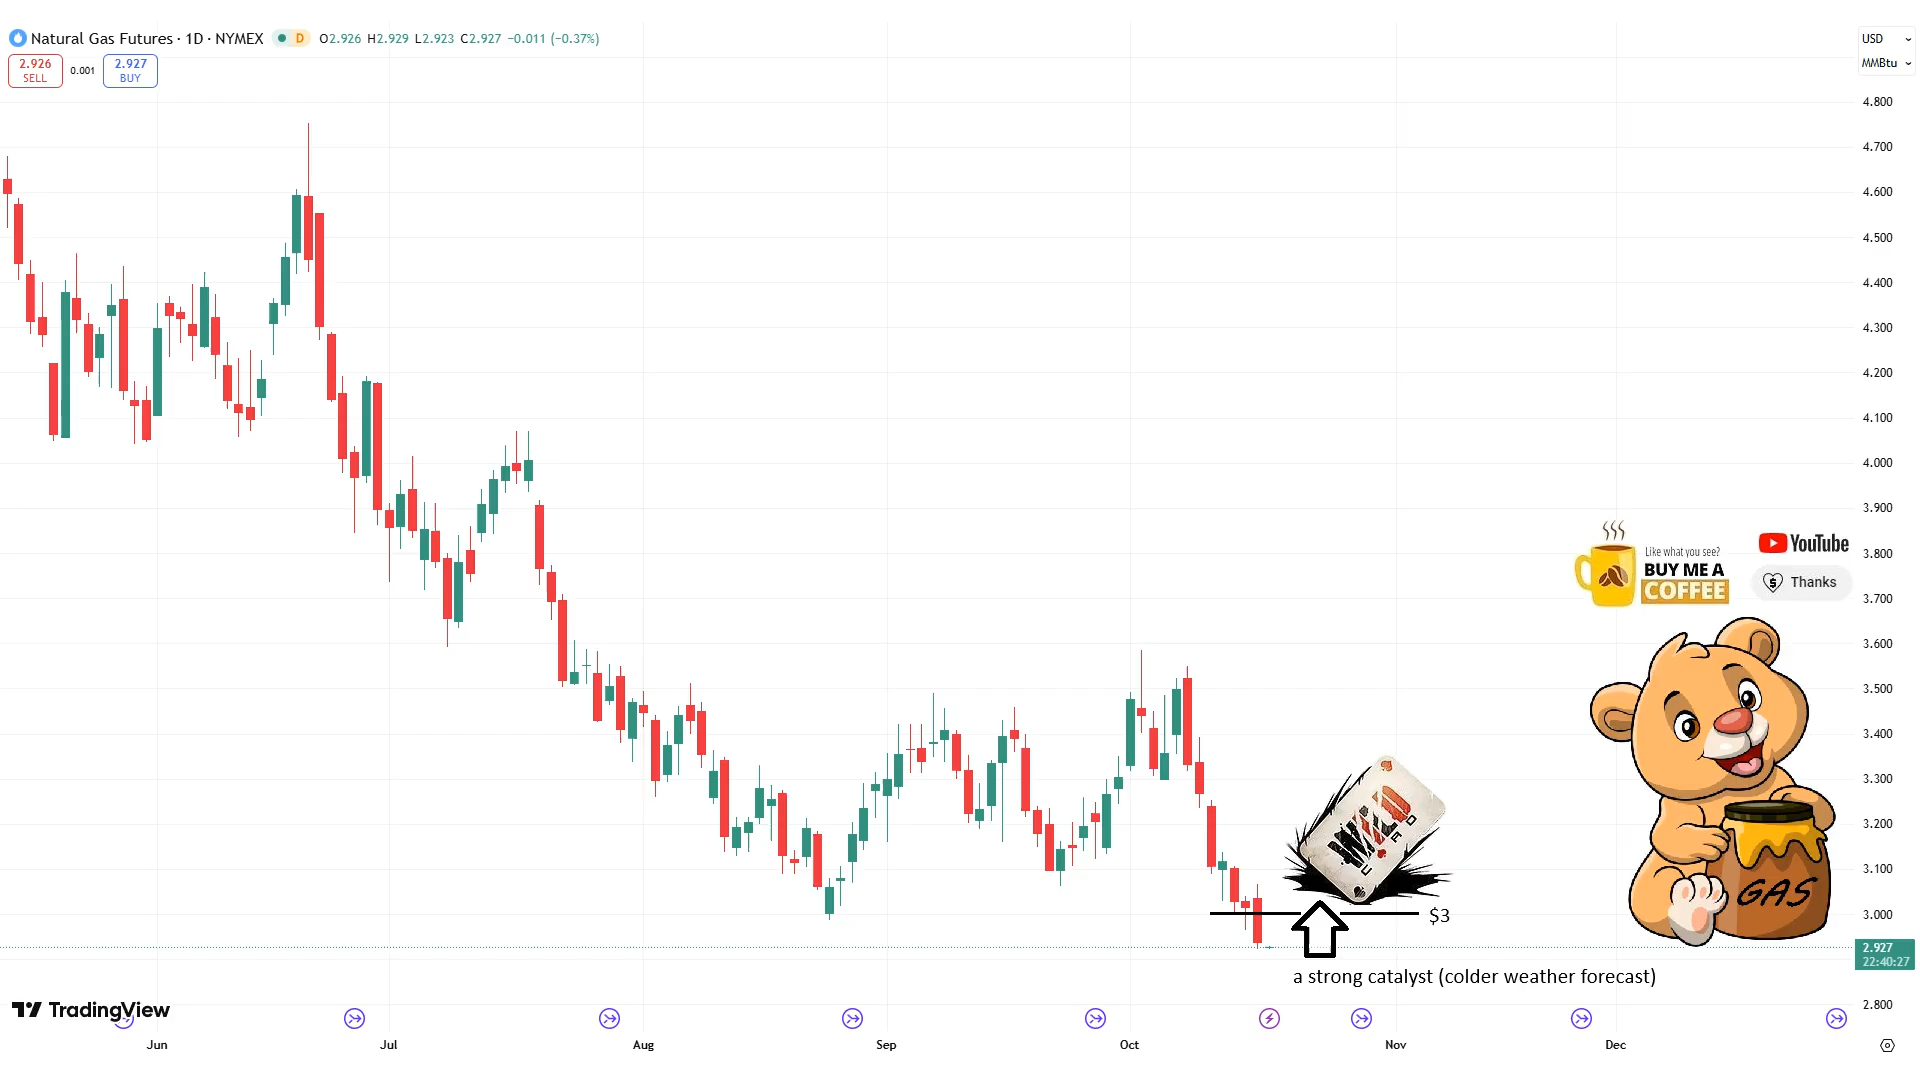 Natural Gas Futures · 1D · NYMEX D O2.926 H2.929 L2.923 C2.927 −0.011 (−0.37%)
USD
MMBtu
2.926
SELL
0.001
2.927
BUY
4.800
4.700
4.600
4.500
4.400
4.300
4.200
4.100
4.000
3.900
3.800
3.700
3.600
3.500
3.400
3.300
3.200
3.100
3.000
2.927
22:40:27
2.800
Like what you see?
BUY ME A
COFFEE
YouTube
$ Thanks
WILD
CARD
GAS
$3
a strong catalyst (colder weather forecast)
TradingView
Jun Jul Aug Sep Oct Nov Dec